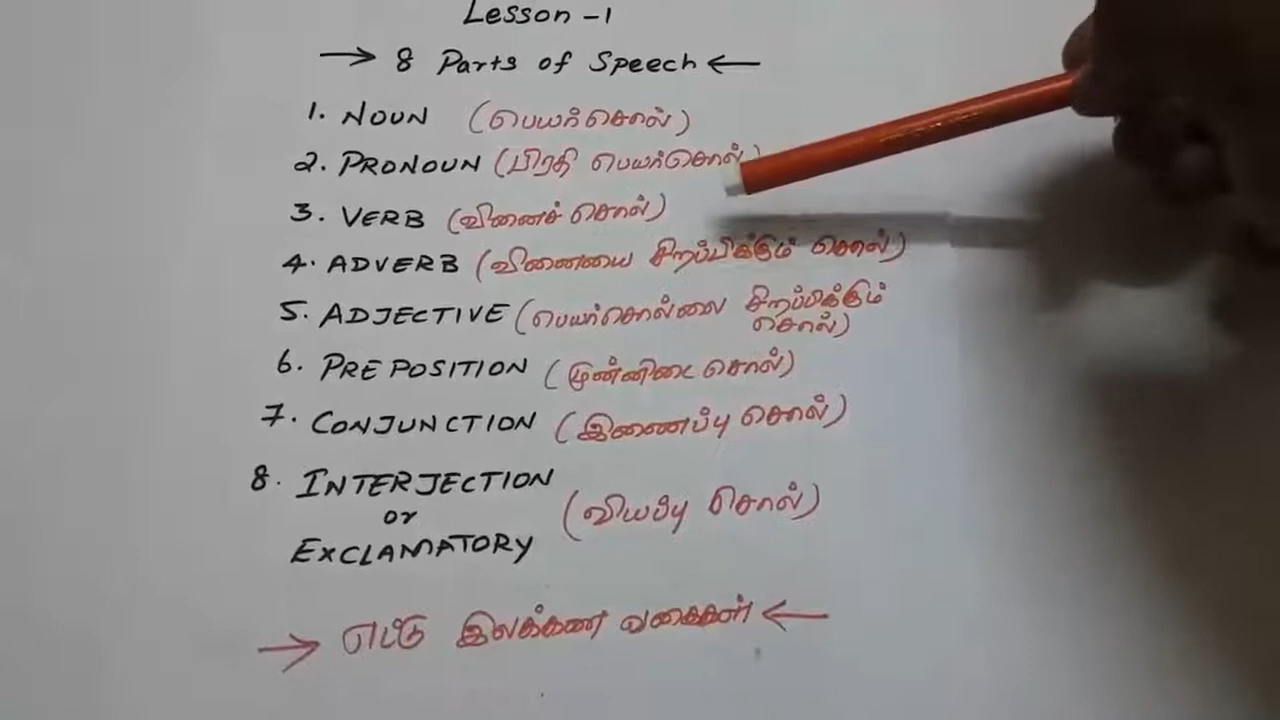 Lesson -1
→ 8 Parts of Speech ←
1. NOUN (பெயர்சொல்)
2. PRONOUN (பிரதி பெயர்சொல்)
3. VERB (வினைச் சொல்)
4. ADVERB (வினையை சிறப்பிக்கும் சொல்)
5. ADJECTIVE (பெயர்சொல்லை சிறப்பிக்கும்
சொல்)
6. PREPOSITION (முன்னிடை சொல்)
7. CONJUNCTION (இணைப்பு சொல்)
8. INTERJECTION
or
EXCLAMATORY (வியப்பு சொல்)
→ எட்டு இலக்கண வகைகள் ←